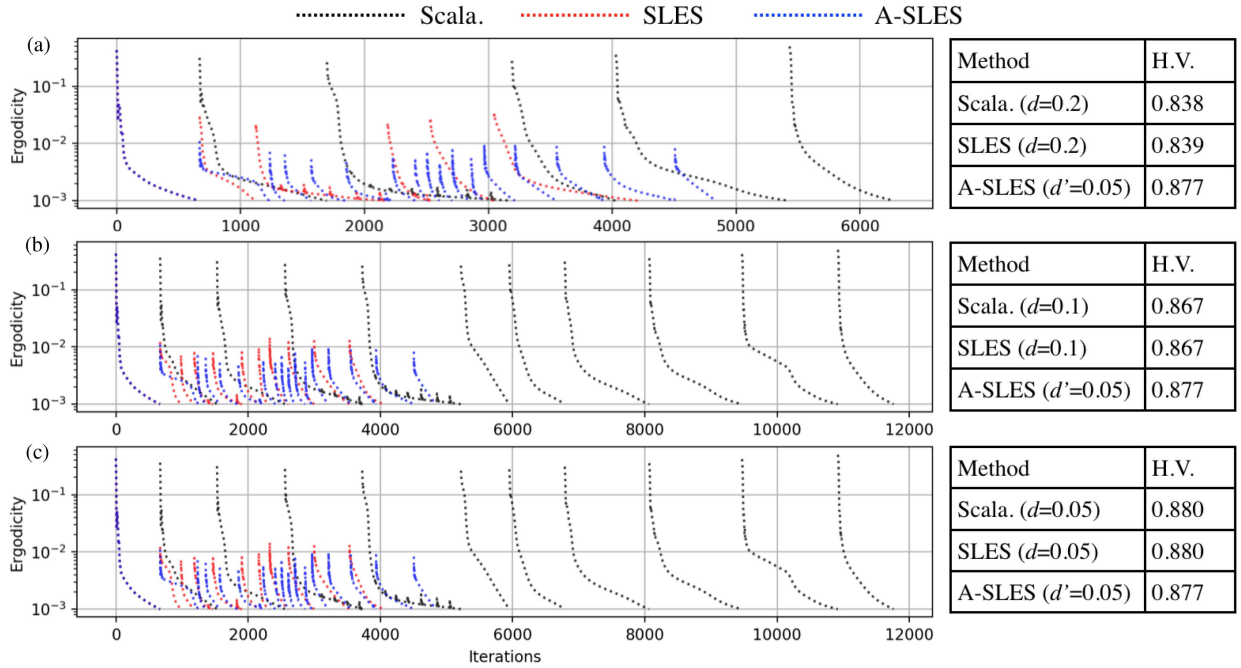 Scala. SLES A-SLES
(a)
Ergodicity
10⁻¹
10⁻²
10⁻³
0 1000 2000 3000 4000 5000 6000
Method H.V.
Scala. (d=0.2) 0.838
SLES (d=0.2) 0.839
A-SLES (d’=0.05) 0.877
(b)
Ergodicity
10⁻¹
10⁻²
10⁻³
0 2000 4000 6000 8000 10000 12000
Method H.V.
Scala. (d=0.1) 0.867
SLES (d=0.1) 0.867
A-SLES (d’=0.05) 0.877
(c)
Ergodicity
10⁻¹
10⁻²
10⁻³
0 2000 4000 6000 8000 10000 12000
Iterations
Method H.V.
Scala. (d=0.05) 0.880
SLES (d=0.05) 0.880
A-SLES (d’=0.05) 0.877